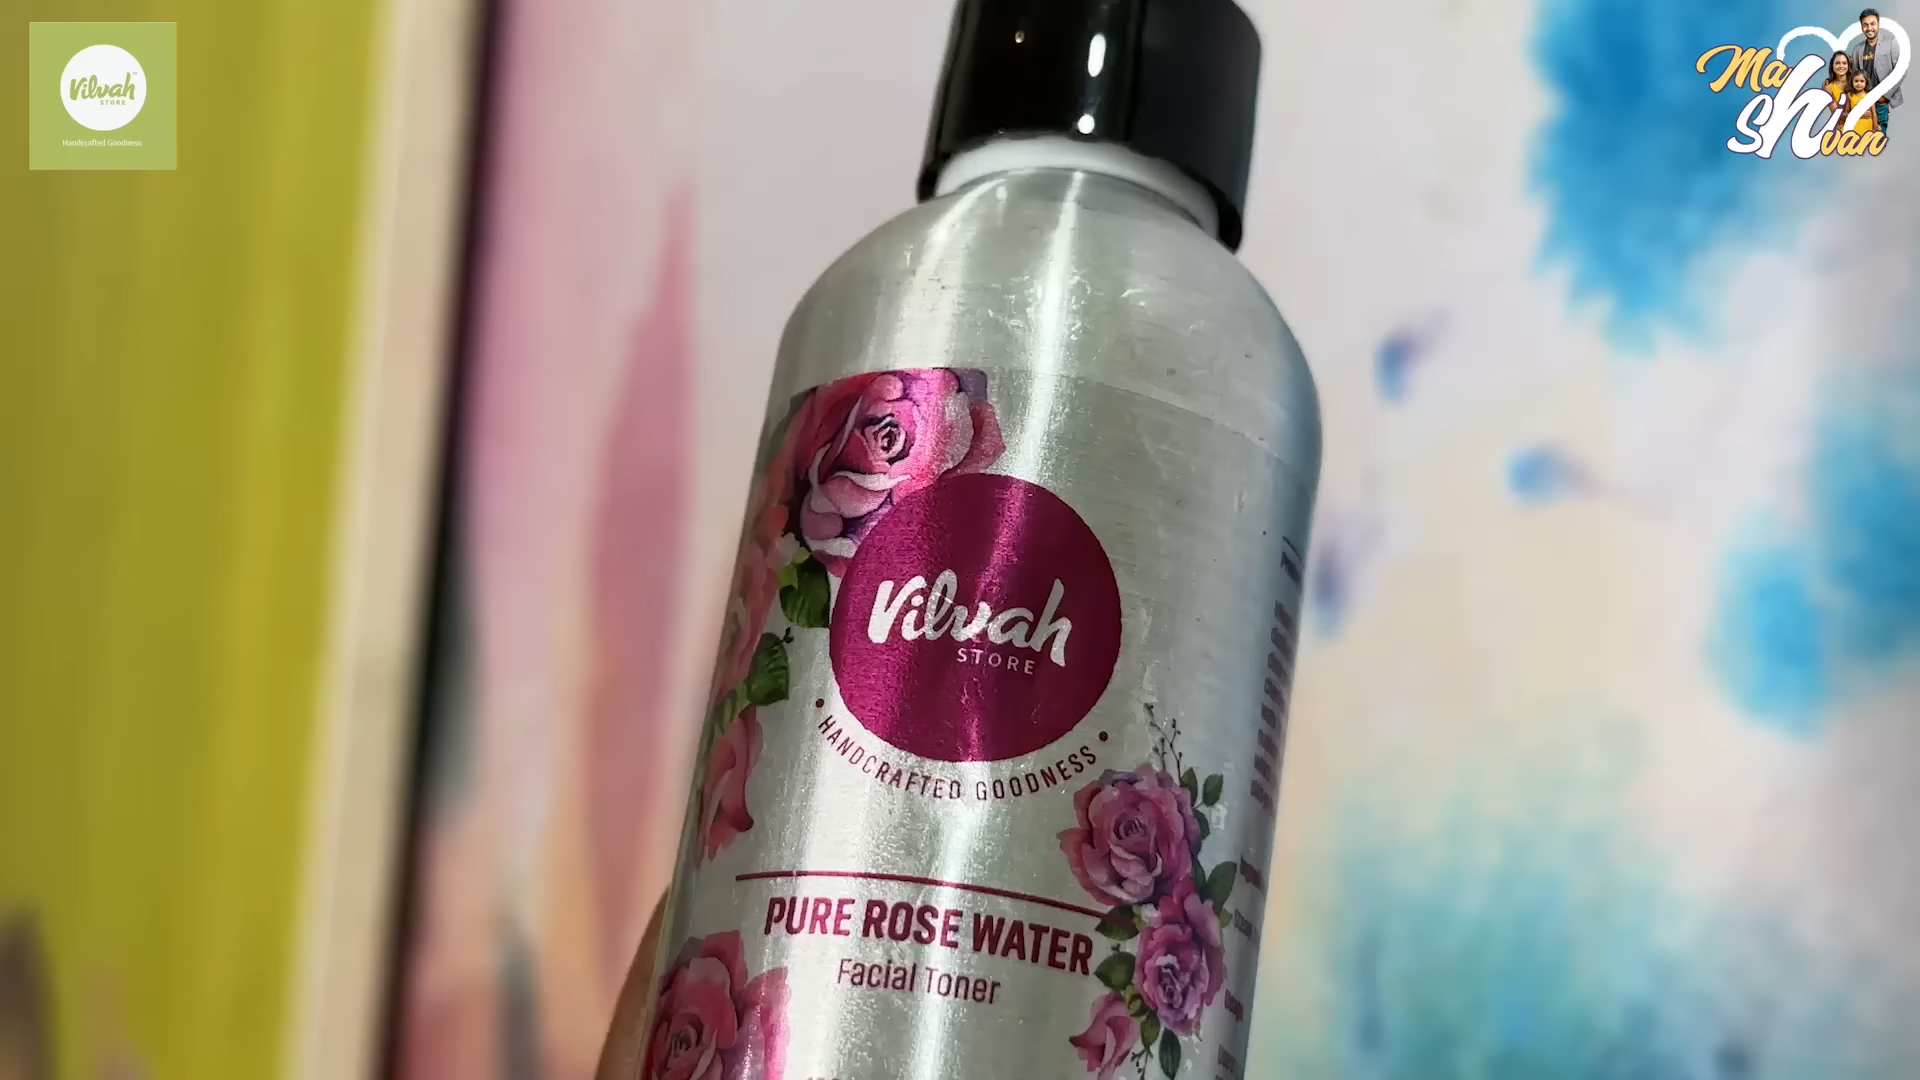 Vilvah
STORE
Handcrafted Goodness
Ma
Shivan
Vilvah
STORE
• HANDCRAFTED GOODNESS •
PURE ROSE WATER
Facial Toner